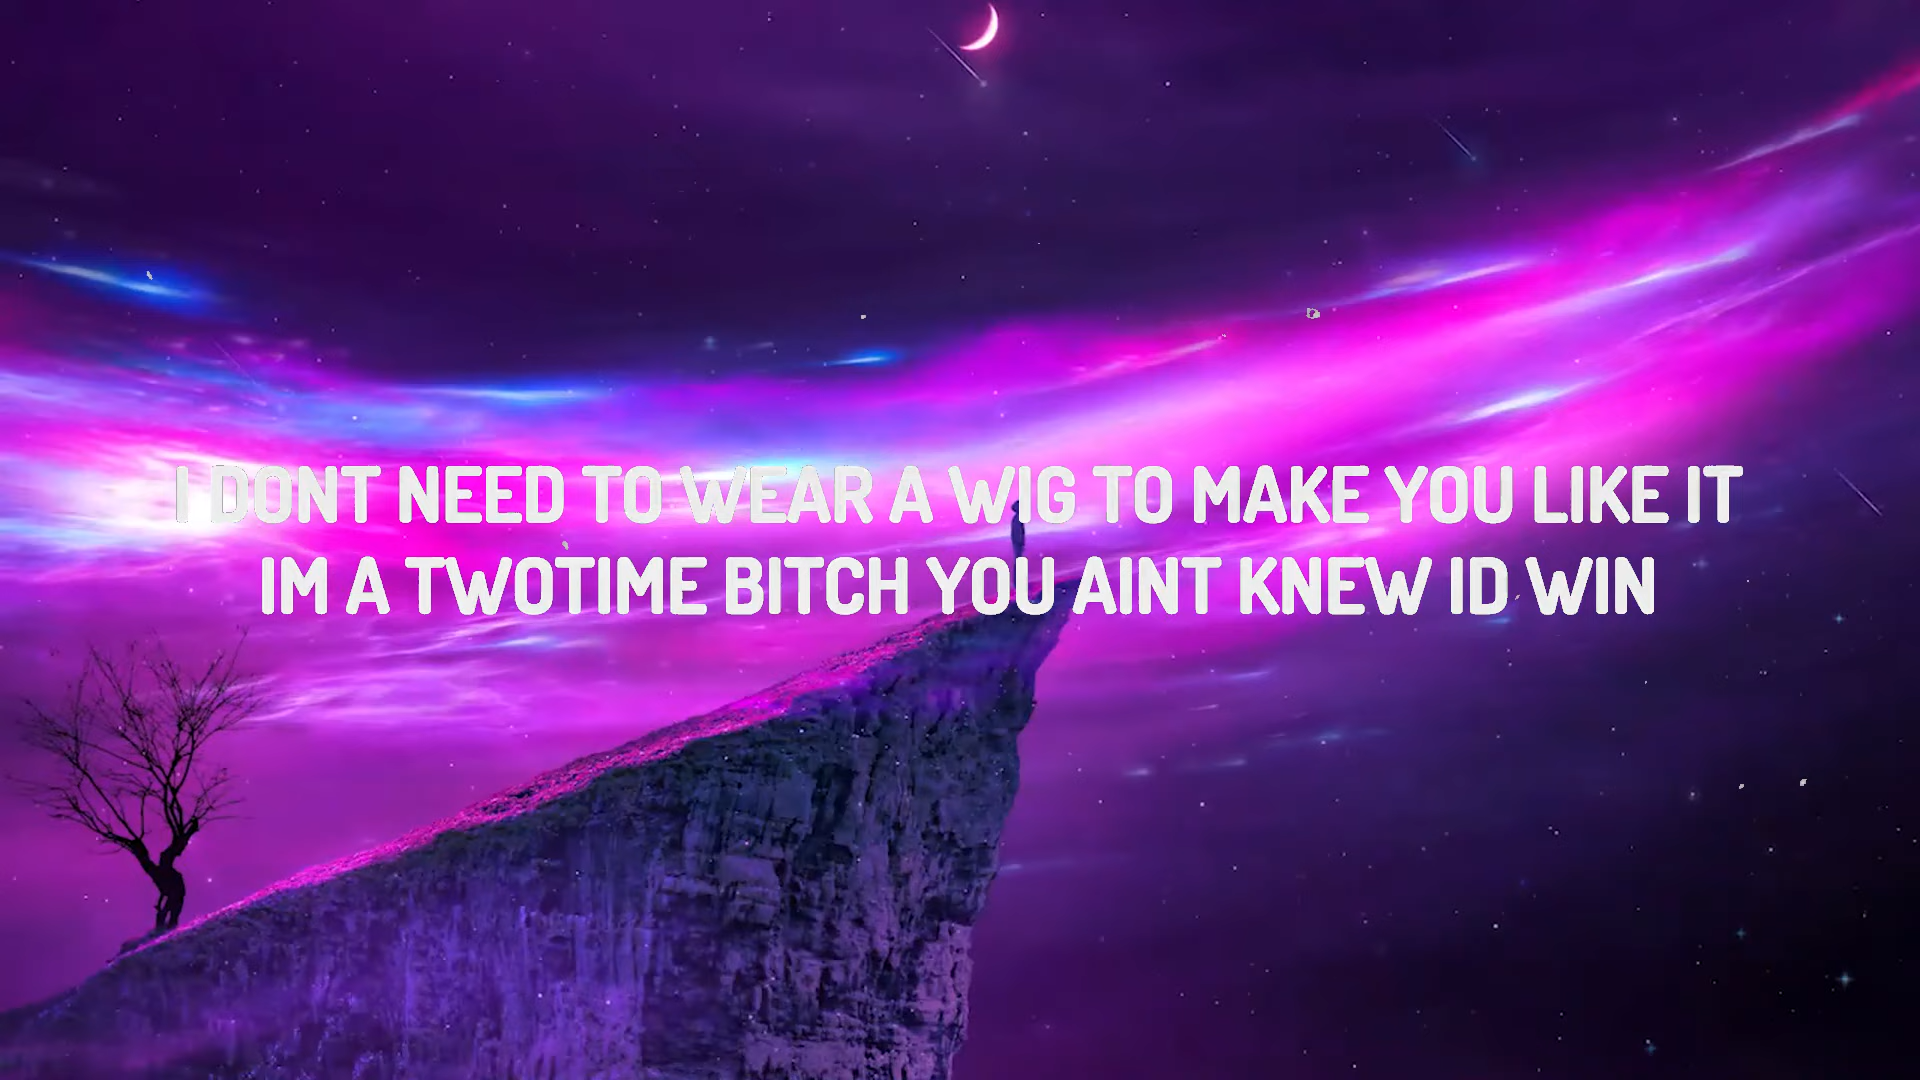 I DONT NEED TO WEAR A WIG TO MAKE YOU LIKE IT
IM A TWOTIME BITCH YOU AINT KNEW ID WIN